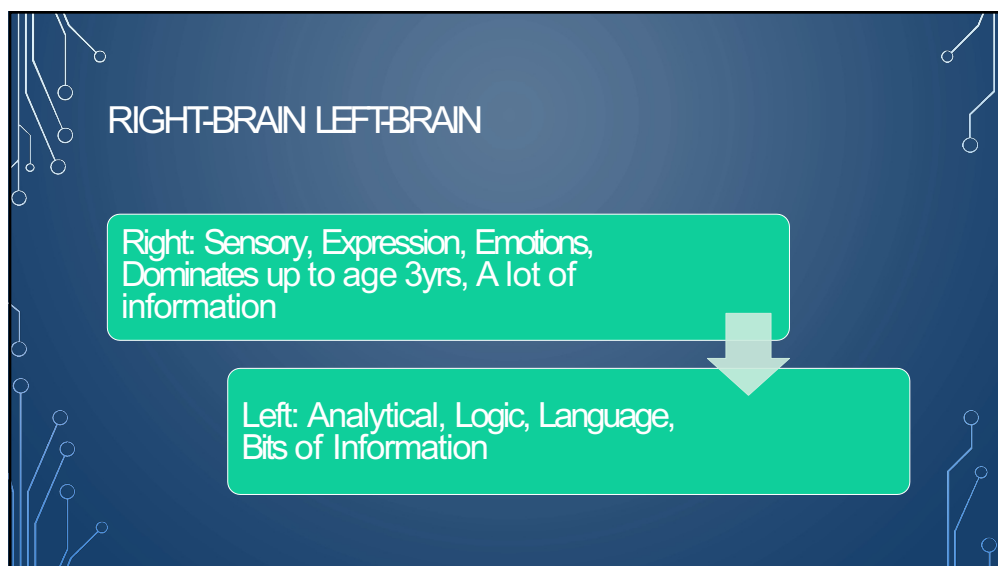 RIGHT-BRAIN LEFT-BRAIN
Right: Sensory, Expression, Emotions,
Dominates up to age 3yrs, A lot of
information
Left: Analytical, Logic, Language,
Bits of Information